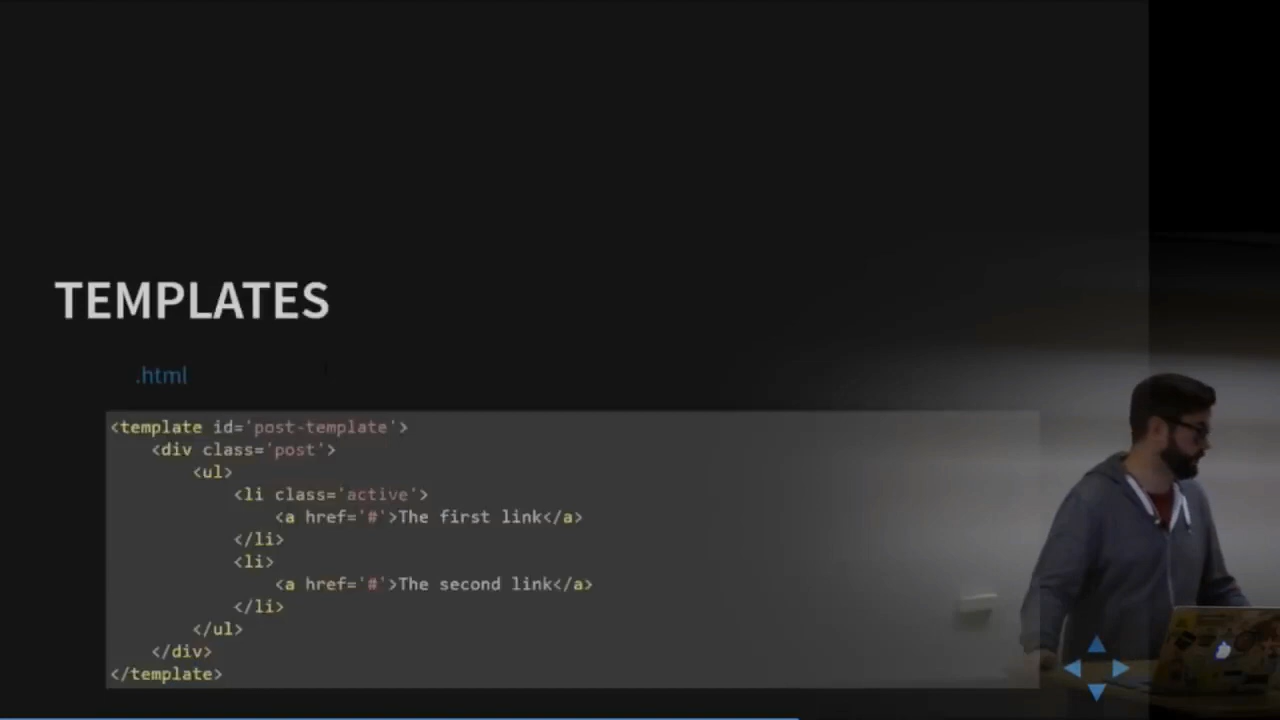 TEMPLATES
.html
<template id='post-template'>
    <div class='post'>
        <ul>
            <li class='active'>
                <a href='#'>The first link</a>
            </li>
            <li>
                <a href='#'>The second link</a>
            </li>
        </ul>
    </div>
</template>